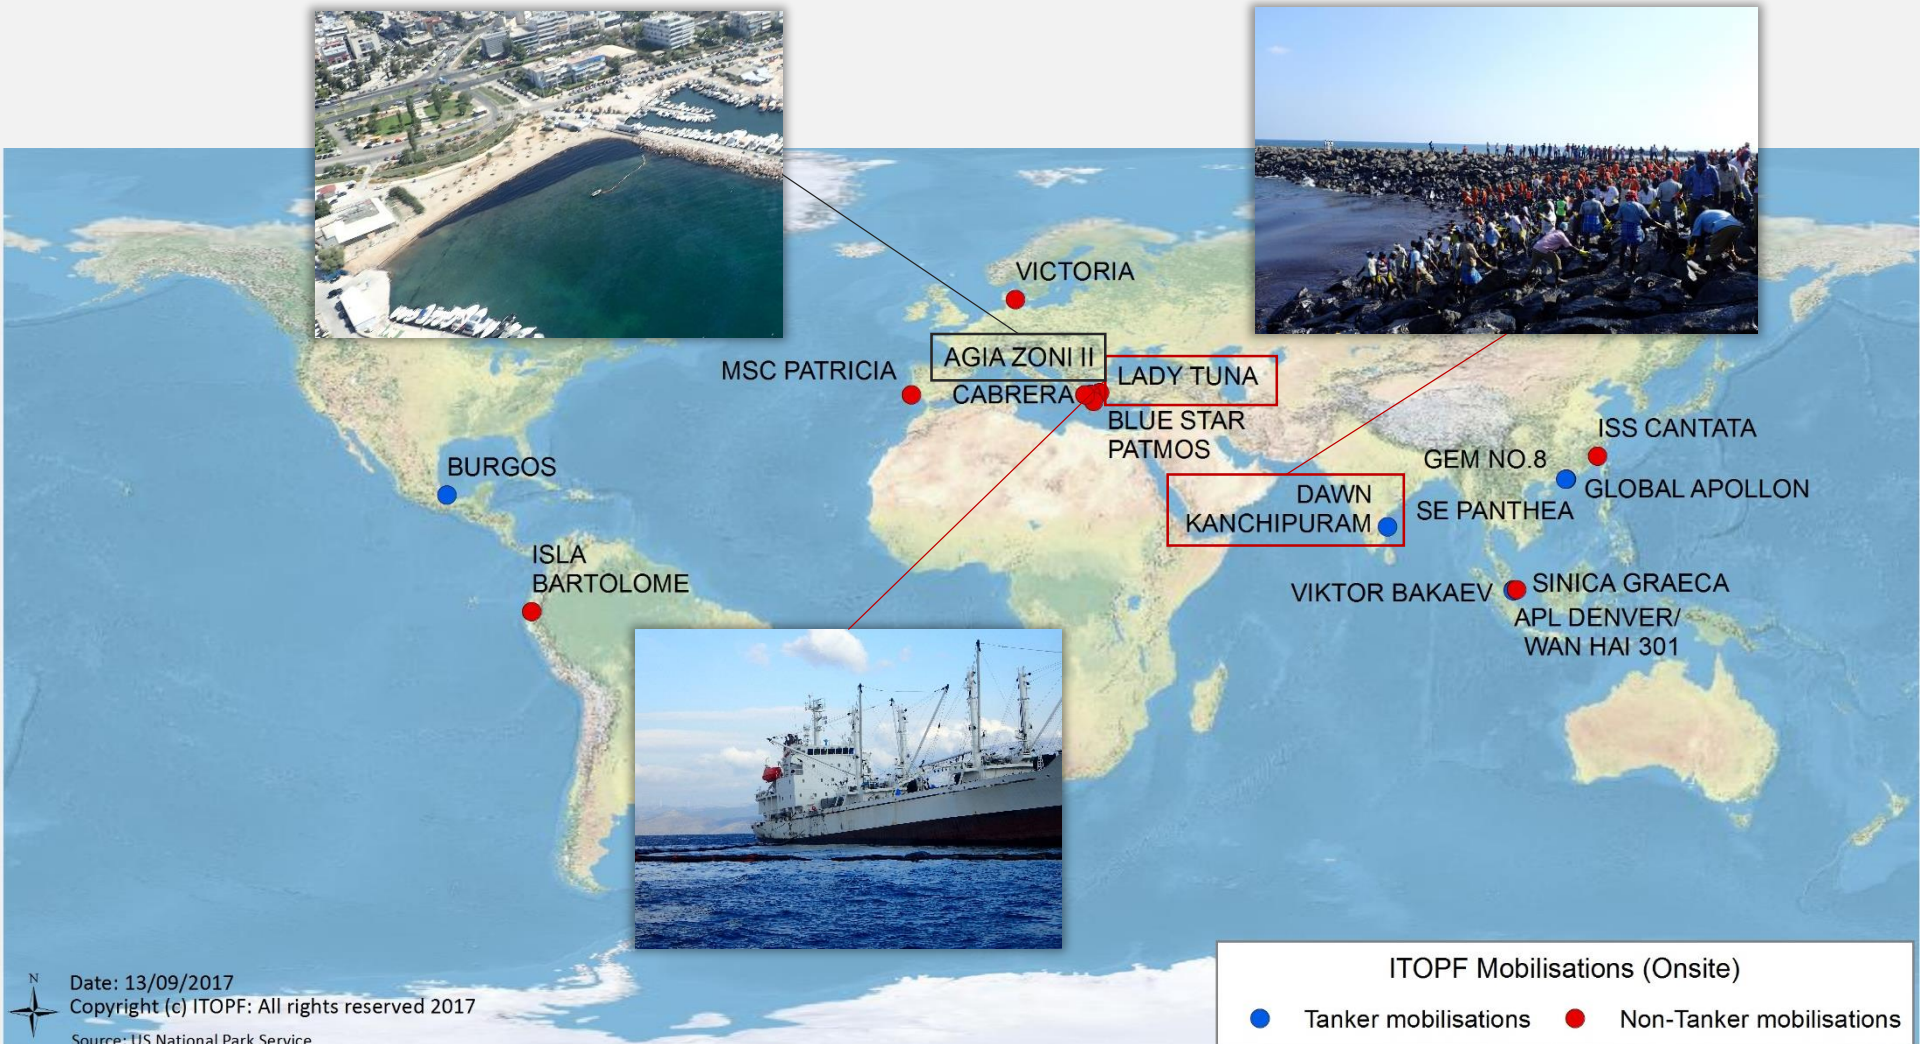 VICTORIA
AGIA ZONI II
MSC PATRICIA
LADY TUNA
CABRERA
BLUE STAR
PATMOS
ISS CANTATA
GEM NO.8
BURGOS
GLOBAL APOLLON
DAWN
KANCHIPURAM
SE PANTHEA
ISLA
BARTOLOME
VIKTOR BAKAEV
SINICA GRAECA
APL DENVER/
WAN HAI 301
N
Date: 13/09/2017
Copyright (c) ITOPF: All rights reserved 2017
Source: US National Park Service
ITOPF Mobilisations (Onsite)
Tanker mobilisations
Non-Tanker mobilisations